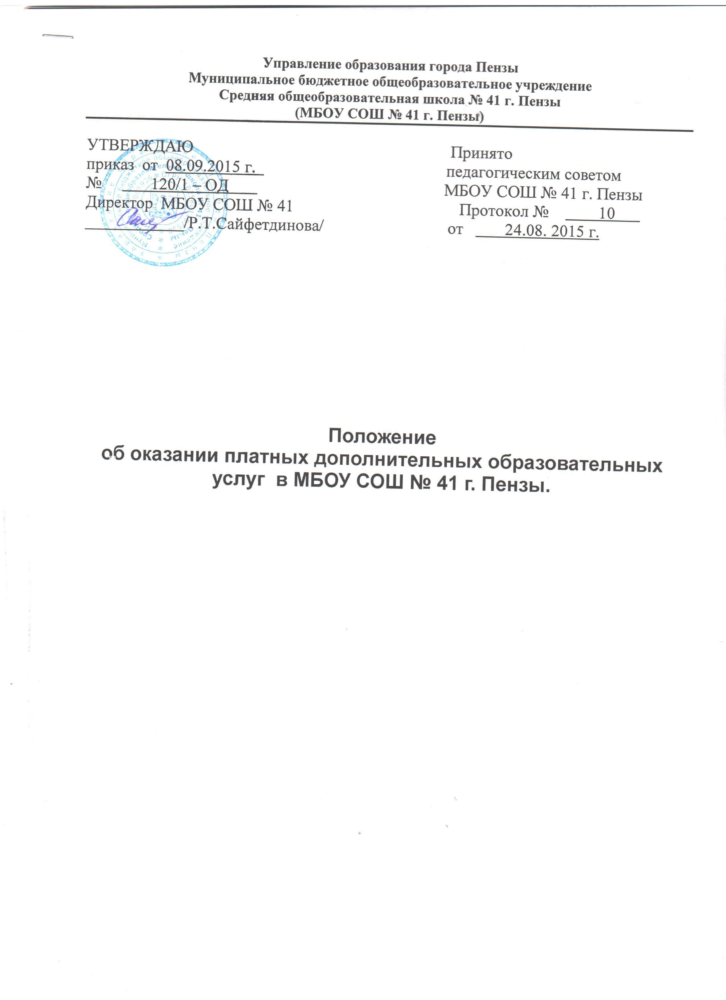 Управление образования города Пензы
Муниципальное бюджетное общеобразовательное учреждение
Средняя общеобразовательная школа № 41 г. Пензы
(МБОУ СОШ № 41 г. Пензы)
УТВЕРЖДАЮ
приказ от 08.09.2015 г.
№ 120/1 – ОД
Директор МБОУ СОШ № 41
/Р.Т.Сайфетдинова/
Принято
педагогическим советом
МБОУ СОШ № 41 г. Пензы
Протокол № 10
от 24.08. 2015 г.
Положение
об оказании платных дополнительных образовательных
услуг в МБОУ СОШ № 41 г. Пензы.